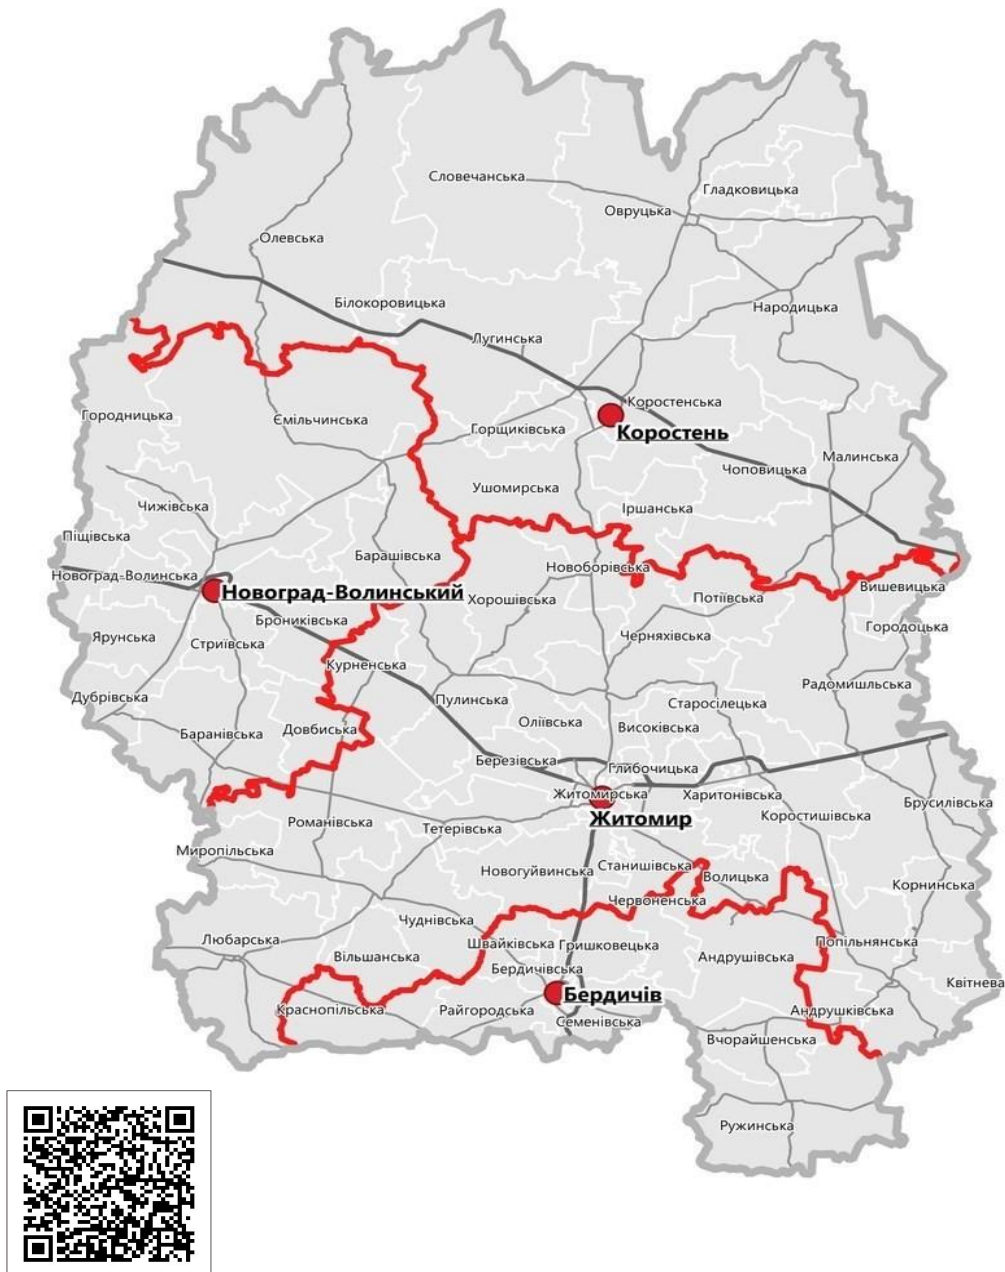 Словечанська
Гладковицька
Овруцька
Олевська
Білокоровицька
Народицька
Лугинська
Коростенська
Городницька
Ємільчинська
Горщиківська
Коростень
Малинська
Чоповицька
Ушомирська
Чижівська
Іршанська
Піщівська
Барашівська
Новоборівська
Новоград-Волинська
Новоград-Волинський
Вишевицька
Хорошівська
Потіївська
Брониківська
Городоцька
Ярунська
Стриївська
Черняхівська
Курненська
Радомишльська
Дубрівська
Пулинська
Старосілецька
Оліївська
Високівська
Баранівська
Довбиська
Березівська
Глибочицька
Житомирська
Харитонівська
Брусилівська
Житомир
Коростишівська
Романівська
Тетерівська
Миропільська
Станишівська
Новогуйвинська
Волицька
Корнинська
Червоненська
Чуднівська
Любарська
Швайківська
Гришковецька
Попільнянська
Вільшанська
Андрушівська
Бердичівська
Квітнева
Бердичів
Краснопільська
Райгородська
Андрушківська
Семенівська
Вчорайшенська
Ружинська